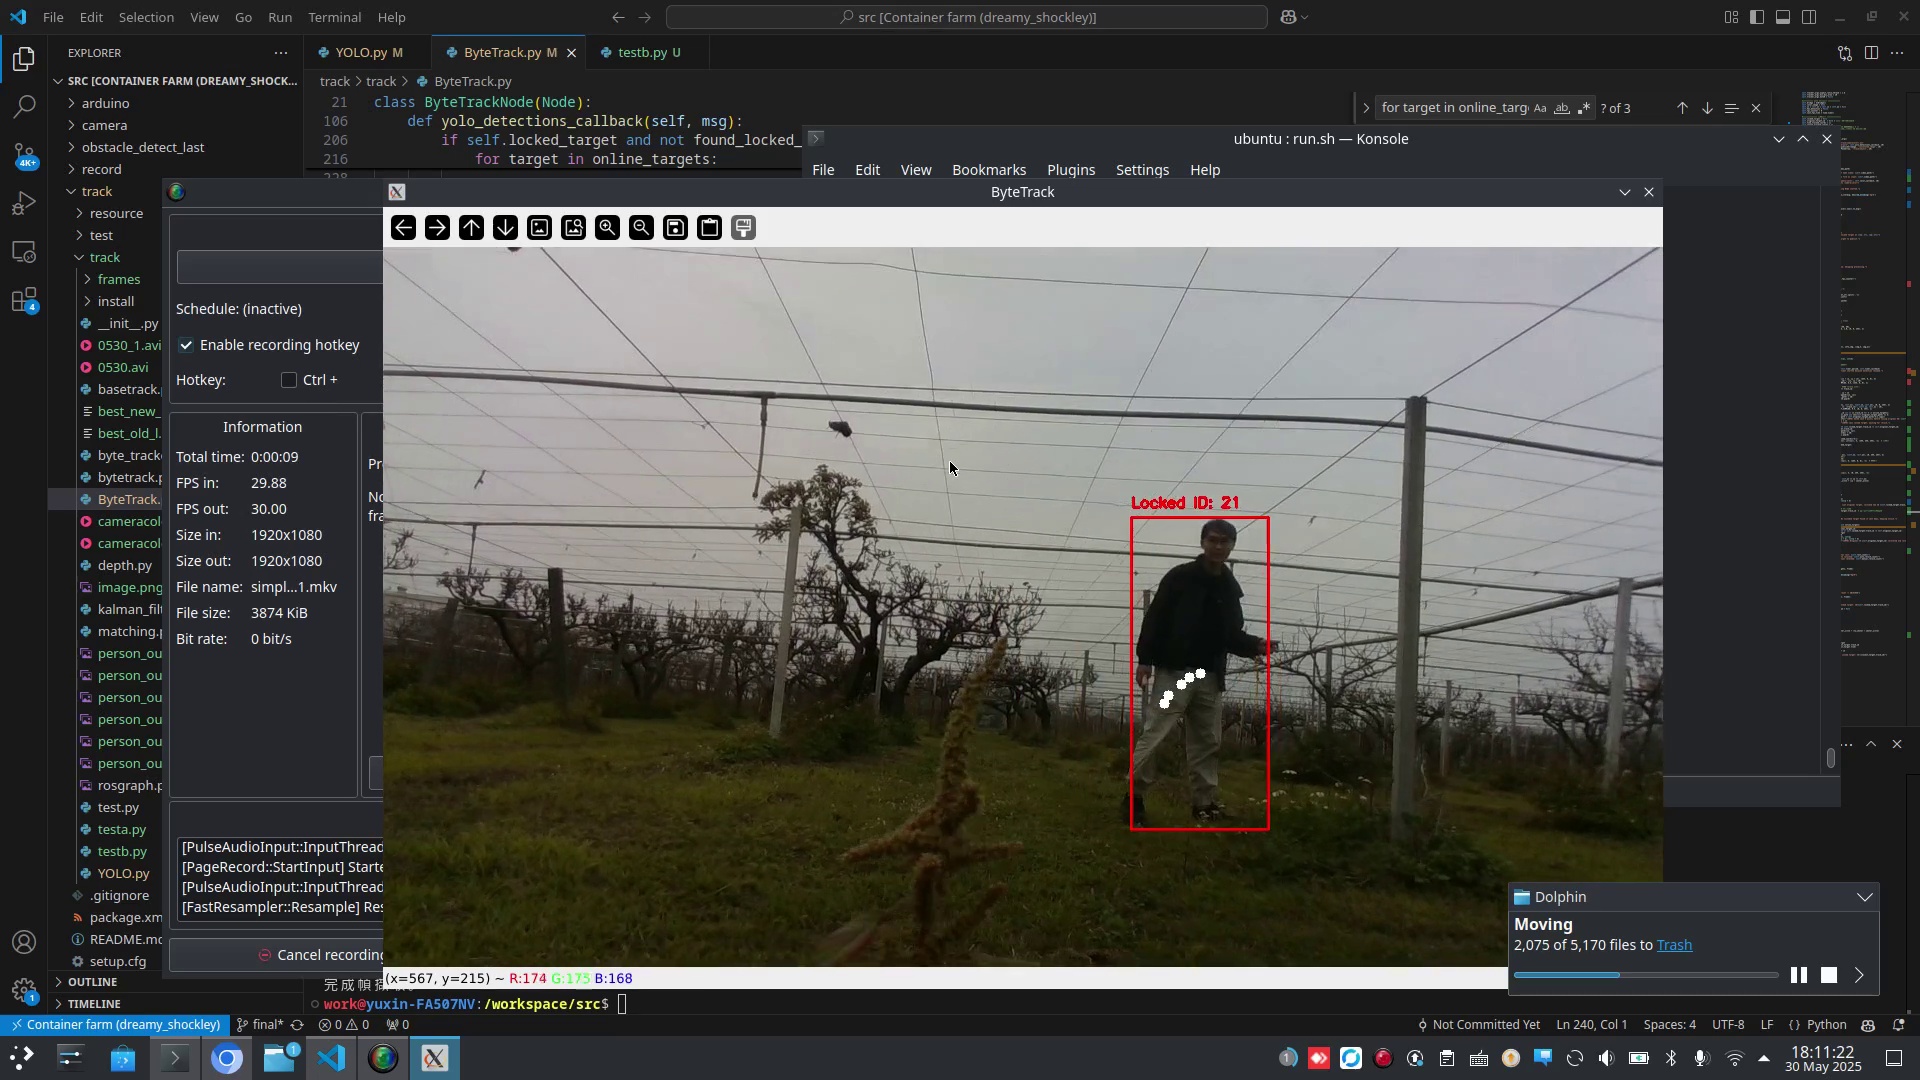 File Edit Selection View Go Run Terminal Help
src [Container farm (dreamy_shockley)]
EXPLORER
SRC [CONTAINER FARM (DREAMY_SHOCK...
arduino
camera
obstacle_detect_last
record
track
resource
test
track
frames
install
__init__.py
0530_1.avi
0530.avi
basetrack.
best_new_
best_old_l.
byte_track
bytetrack.p
ByteTrack.
cameracol
cameracol
depth.py
image.png
kalman_filt
matching.p
person_ou
person_ou
person_ou
person_ou
person_ou
person_ou
rosgraph.p
test.py
testa.py
testb.py
YOLO.py
.gitignore
package.xm
README.md
setup.cfg
OUTLINE
TIMELINE
4K+
4
1
YOLO.py M
ByteTrack.py M
testb.py U
track > track > ByteTrack.py
21 class ByteTrackNode(Node):
106 def yolo_detections_callback(self, msg):
206 if self.locked_target and not found_locked_
216 for target in online_targets:
for target in online_targ Aa ab ? of 3
ubuntu : run.sh — Konsole
File Edit View Bookmarks Plugins Settings Help
ByteTrack
Schedule: (inactive)
Enable recording hotkey
Hotkey: Ctrl +
Information
Total time: 0:00:09
FPS in: 29.88
FPS out: 30.00
Size in: 1920x1080
Size out: 1920x1080
File name: simpl...1.mkv
File size: 3874 KiB
Bit rate: 0 bit/s
Pr
No
fra
[PulseAudioInput::InputThread
[PageRecord::StartInput] Starte
[PulseAudioInput::InputThread
[FastResampler::Resample] Res
Cancel recording
Locked ID: 21
(x=567, y=215) ~ R:174 G:175 B:168
work@yuxin-FA507NV:/workspace/src$
Dolphin
Moving
2,075 of 5,170 files to Trash
Container farm (dreamy_shockley) final* 0 0 0
Not Committed Yet Ln 240, Col 1 Spaces: 4 UTF-8 LF Python
1
1
18:11:22
30 May 2025